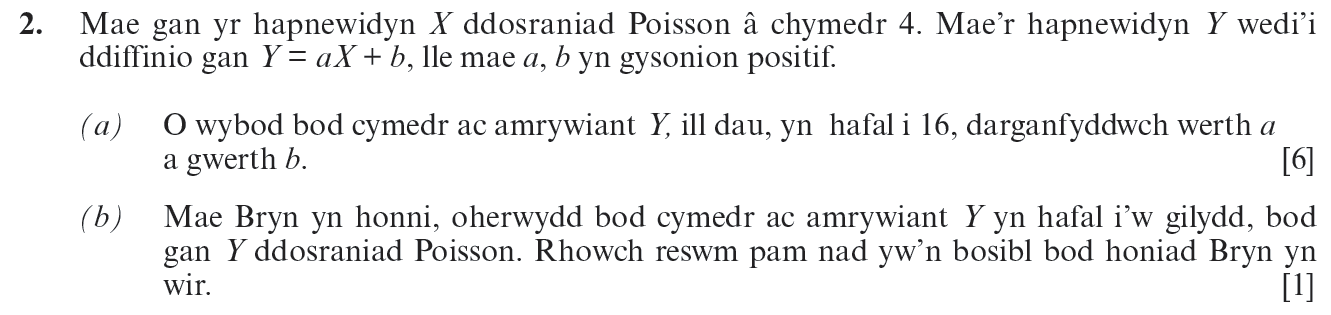 2. Mae gan yr hapnewidyn X ddosraniad Poisson â chymedr 4. Mae'r hapnewidyn Y wedi'i
ddiffinio gan Y = aX + b, lle mae a, b yn gysonion positif.
(a) O wybod bod cymedr ac amrywiant Y, ill dau, yn hafal i 16, darganfyddwch werth a
a gwerth b. [6]
(b) Mae Bryn yn honni, oherwydd bod cymedr ac amrywiant Y yn hafal i'w gilydd, bod
gan Y ddosraniad Poisson. Rhowch reswm pam nad yw'n bosibl bod honiad Bryn yn
wir. [1]